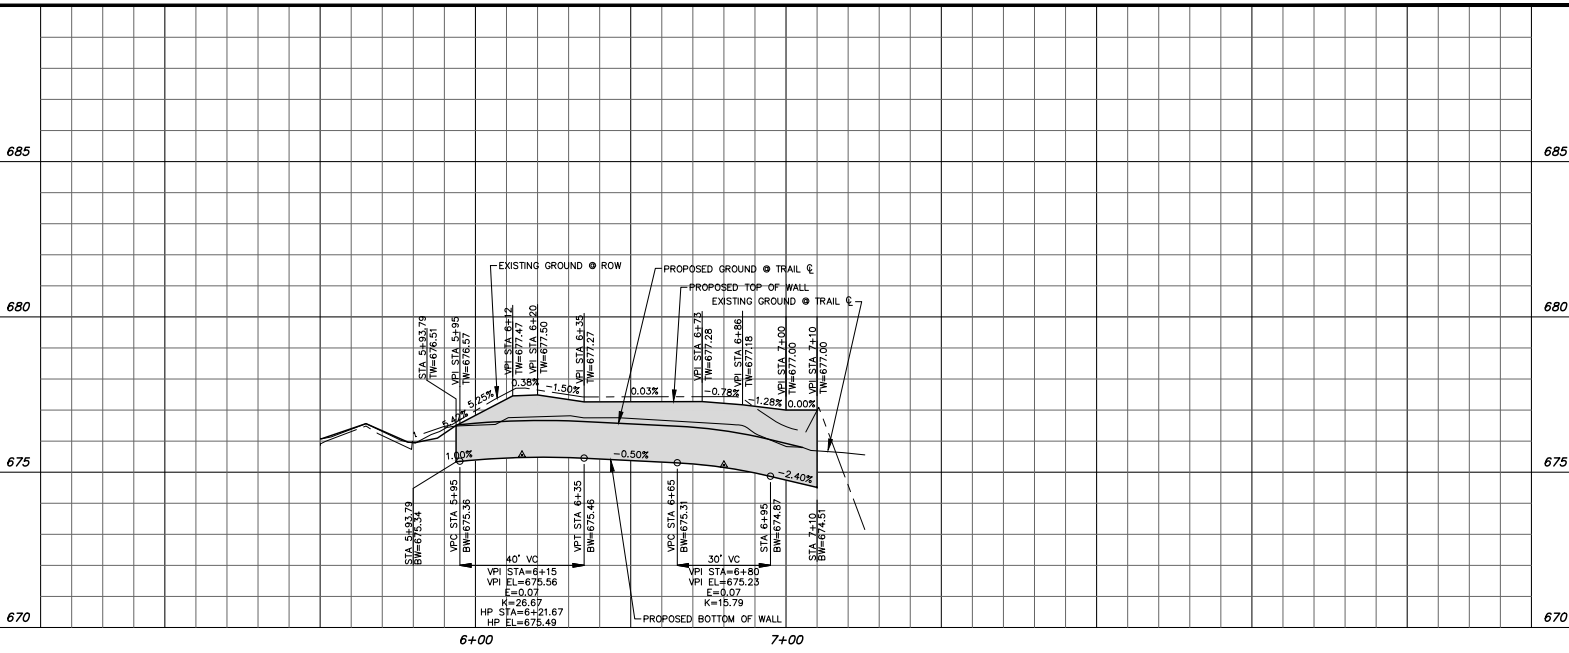 685
685
680
680
675
675
670
670
EXISTING GROUND @ ROW
PROPOSED GROUND @ TRAIL ℄
PROPOSED TOP OF WALL
EXISTING GROUND @ TRAIL ℄
STA 5+93.79
TW=676.51
VPI STA 5+95
TW=676.57
VPI STA 6+12
TW=677.47
VPI STA 6+20
TW=677.50
VPI STA 6+35
TW=677.27
VPI STA 6+73
TW=677.28
VPI STA 6+86
TW=677.18
VPI STA 7+00
TW=677.00
VPI STA 7+10
TW=677.00
5.42%
5.25%
0.38%
-1.50%
0.03%
-0.78%
-1.28%
0.00%
1.00%
-0.50%
-2.40%
STA 5+93.79
BW=675.34
VPC STA 5+95
BW=675.36
VPT STA 6+35
BW=675.46
VPC STA 6+65
BW=675.31
STA 6+95
BW=674.87
STA 7+10
BW=674.51
40' VC
VPI STA=6+15
VPI EL=675.56
E=0.07
K=26.67
HP STA=6+21.67
HP EL=675.49
30' VC
VPI STA=6+80
VPI EL=675.23
E=0.07
K=15.79
PROPOSED BOTTOM OF WALL
6+00
7+00